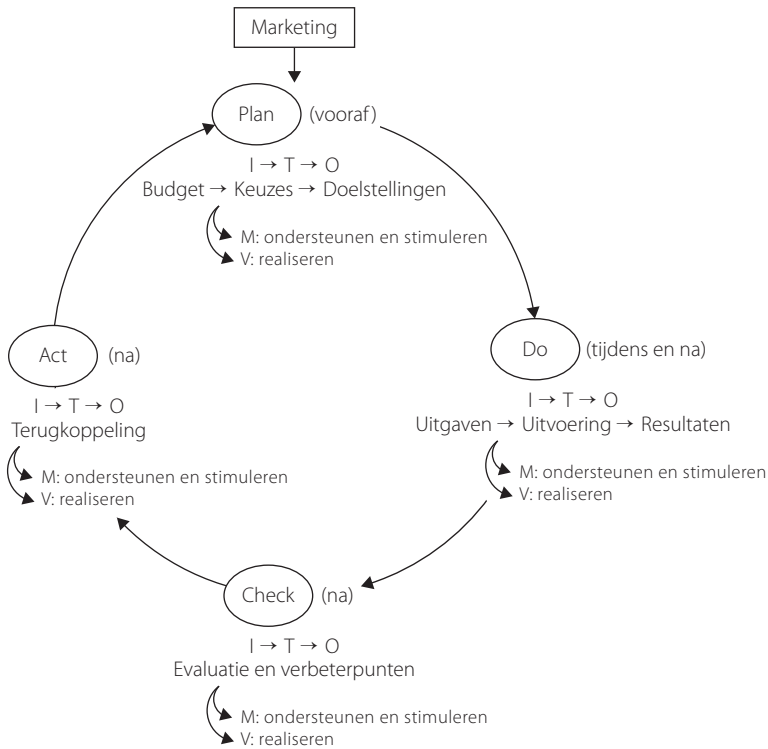 Marketing
Plan (vooraf)
I → T → O
Budget → Keuzes → Doelstellingen
M: ondersteunen en stimuleren
V: realiseren
Do (tijdens en na)
I → T → O
Uitgaven → Uitvoering → Resultaten
M: ondersteunen en stimuleren
V: realiseren
Check (na)
I → T → O
Evaluatie en verbeterpunten
M: ondersteunen en stimuleren
V: realiseren
Act (na)
I → T → O
Terugkoppeling
M: ondersteunen en stimuleren
V: realiseren